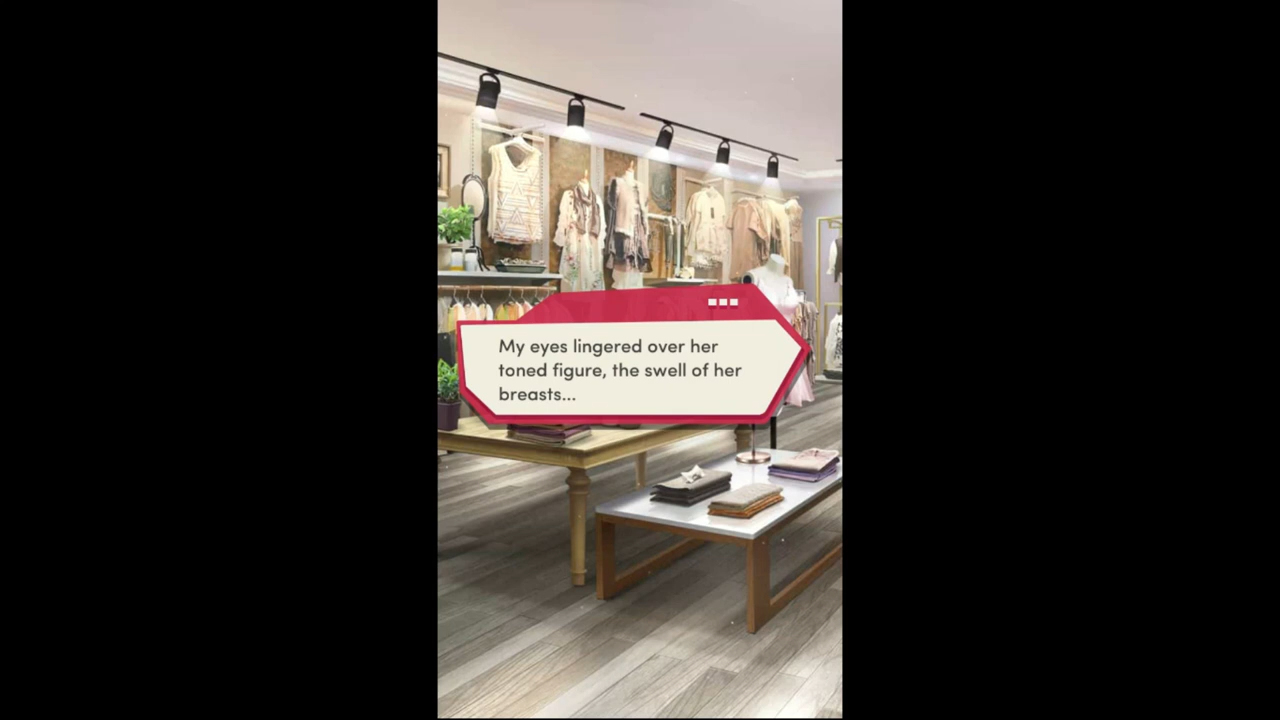 My eyes lingered over her
toned figure, the swell of her
breasts...